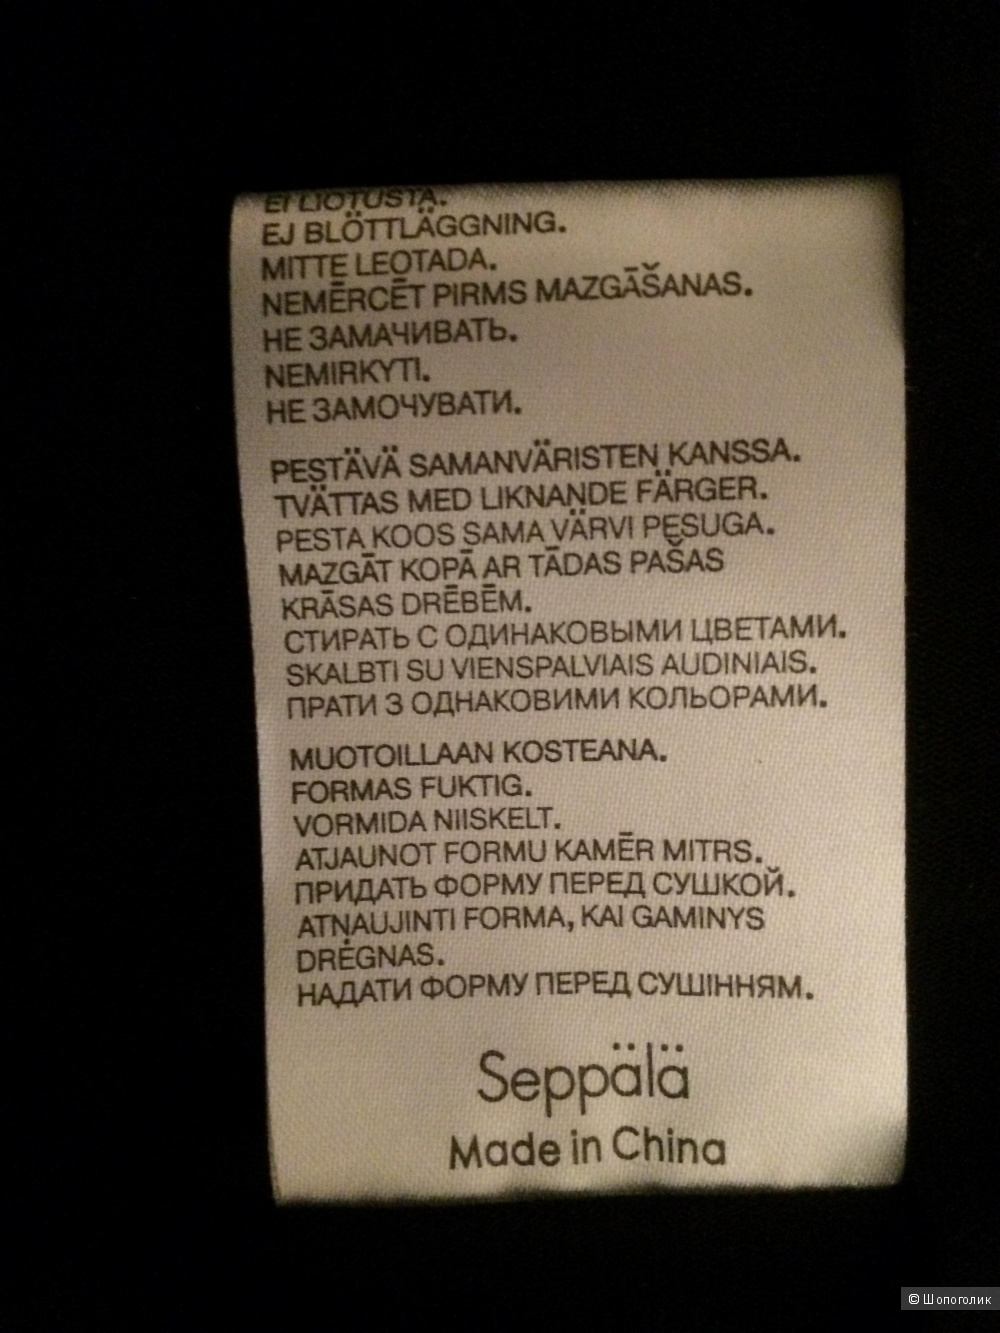 EI LIOTUSTA.
EJ BLÖTTLÄGGNING.
MITTE LEOTADA.
NEMĒRCĒT PIRMS MAZGĀŠANAS.
НЕ ЗАМАЧИВАТЬ.
NEMIRKYTI.
НЕ ЗАМОЧУВАТИ.
PESTÄVÄ SAMANVÄRISTEN KANSSA.
TVÄTTAS MED LIKNANDE FÄRGER.
PESTA KOOS SAMA VÄRVI PESUGA.
MAZGĀT KOPĀ AR TĀDAS PAŠAS
KRĀSAS DRĒBĒM.
СТИРАТЬ С ОДИНАКОВЫМИ ЦВЕТАМИ.
SKALBTI SU VIENSPALVIAIS AUDINIAIS.
ПРАТИ З ОДНАКОВИМИ КОЛЬОРАМИ.
MUOTOILLAAN KOSTEANA.
FORMAS FUKTIG.
VORMIDA NIISKELT.
ATJAUNOT FORMU KAMĒR MITRS.
ПРИДАТЬ ФОРМУ ПЕРЕД СУШКОЙ.
ATNAUJINTI FORMA, KAI GAMINYS
DRĖGNAS.
НАДАТИ ФОРМУ ПЕРЕД СУШІННЯМ.
Seppälä
Made in China
© Шопоголик